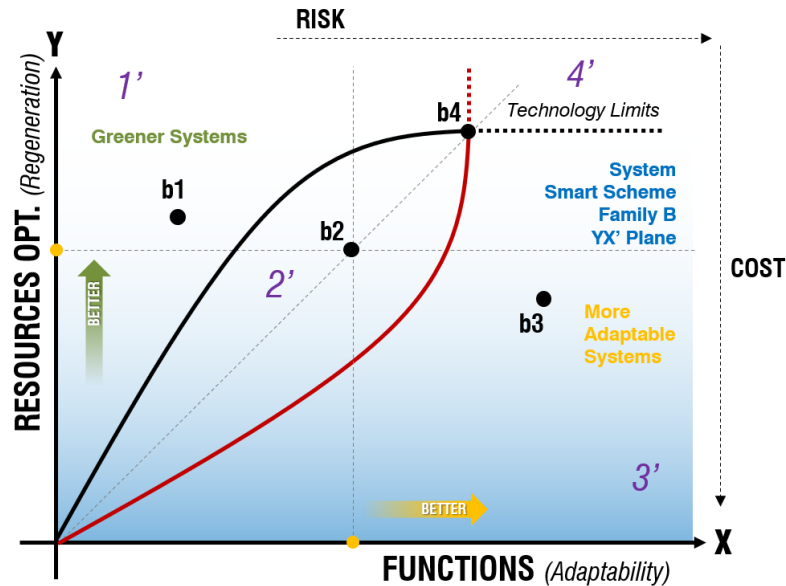 RISK
Y
1’
4’
b4
Technology Limits
Greener Systems
System
Smart Scheme
Family B
YX’ Plane
b1
b2
RESOURCES OPT. (Regeneration)
COST
2’
BETTER
b3
More
Adaptable
Systems
3’
BETTER
X
FUNCTIONS (Adaptability)